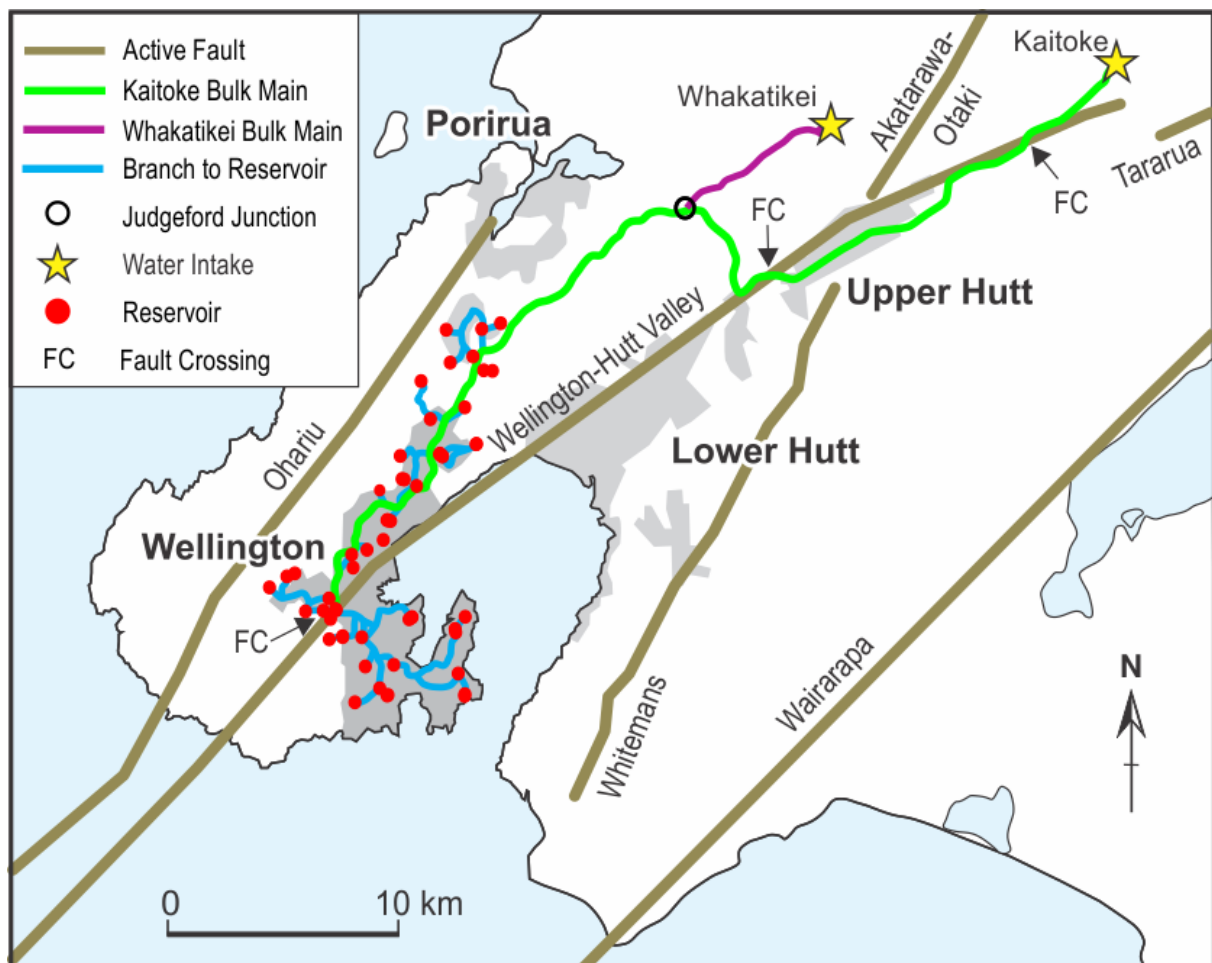 Active Fault
Kaitoke Bulk Main
Whakatikei Bulk Main
Branch to Reservoir
Judgeford Junction
Water Intake
Reservoir
FC Fault Crossing
Kaitoke
Whakatikei
Akatarawa-
Otaki
Porirua
Tararua
FC
FC
Upper Hutt
Wellington-Hutt Valley
Lower Hutt
Ohariu
Wellington
FC
Whitemans
Wairarapa
N
0 10 km